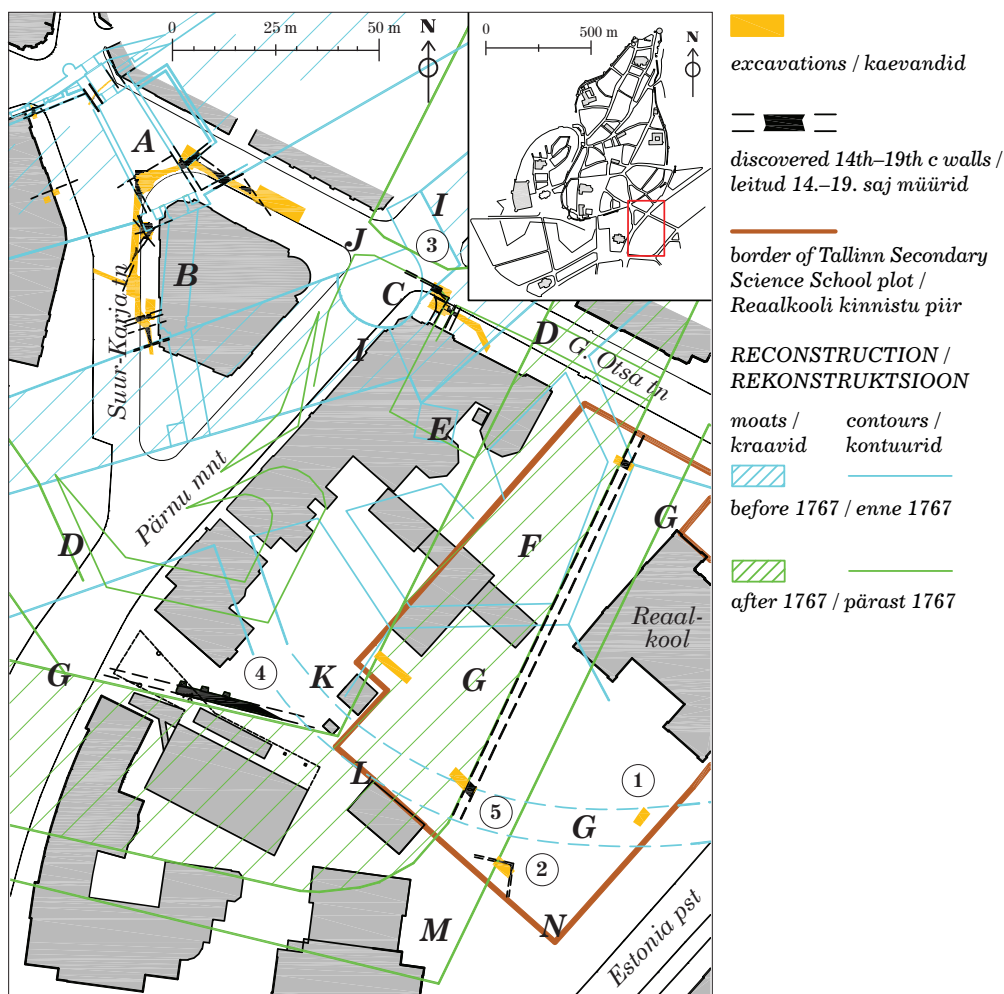 0 25 m 50 m
N
0 500 m
N
A
B
I
J
3
C
I
D
G. Otsa tn
Suur-Karja tn
E
Pärnu mnt
D
F
G
Reaal-
kool
G
4
K
G
L
1
5
G
2
M
N
Estonia pst
excavations / kaevandid
discovered 14th–19th c walls /
leitud 14.–19. saj müürid
border of Tallinn Secondary
Science School plot /
Reaalkooli kinnistu piir
RECONSTRUCTION /
REKONSTRUKTSIOON
moats / contours /
kraavid kontuurid
before 1767 / enne 1767
after 1767 / pärast 1767